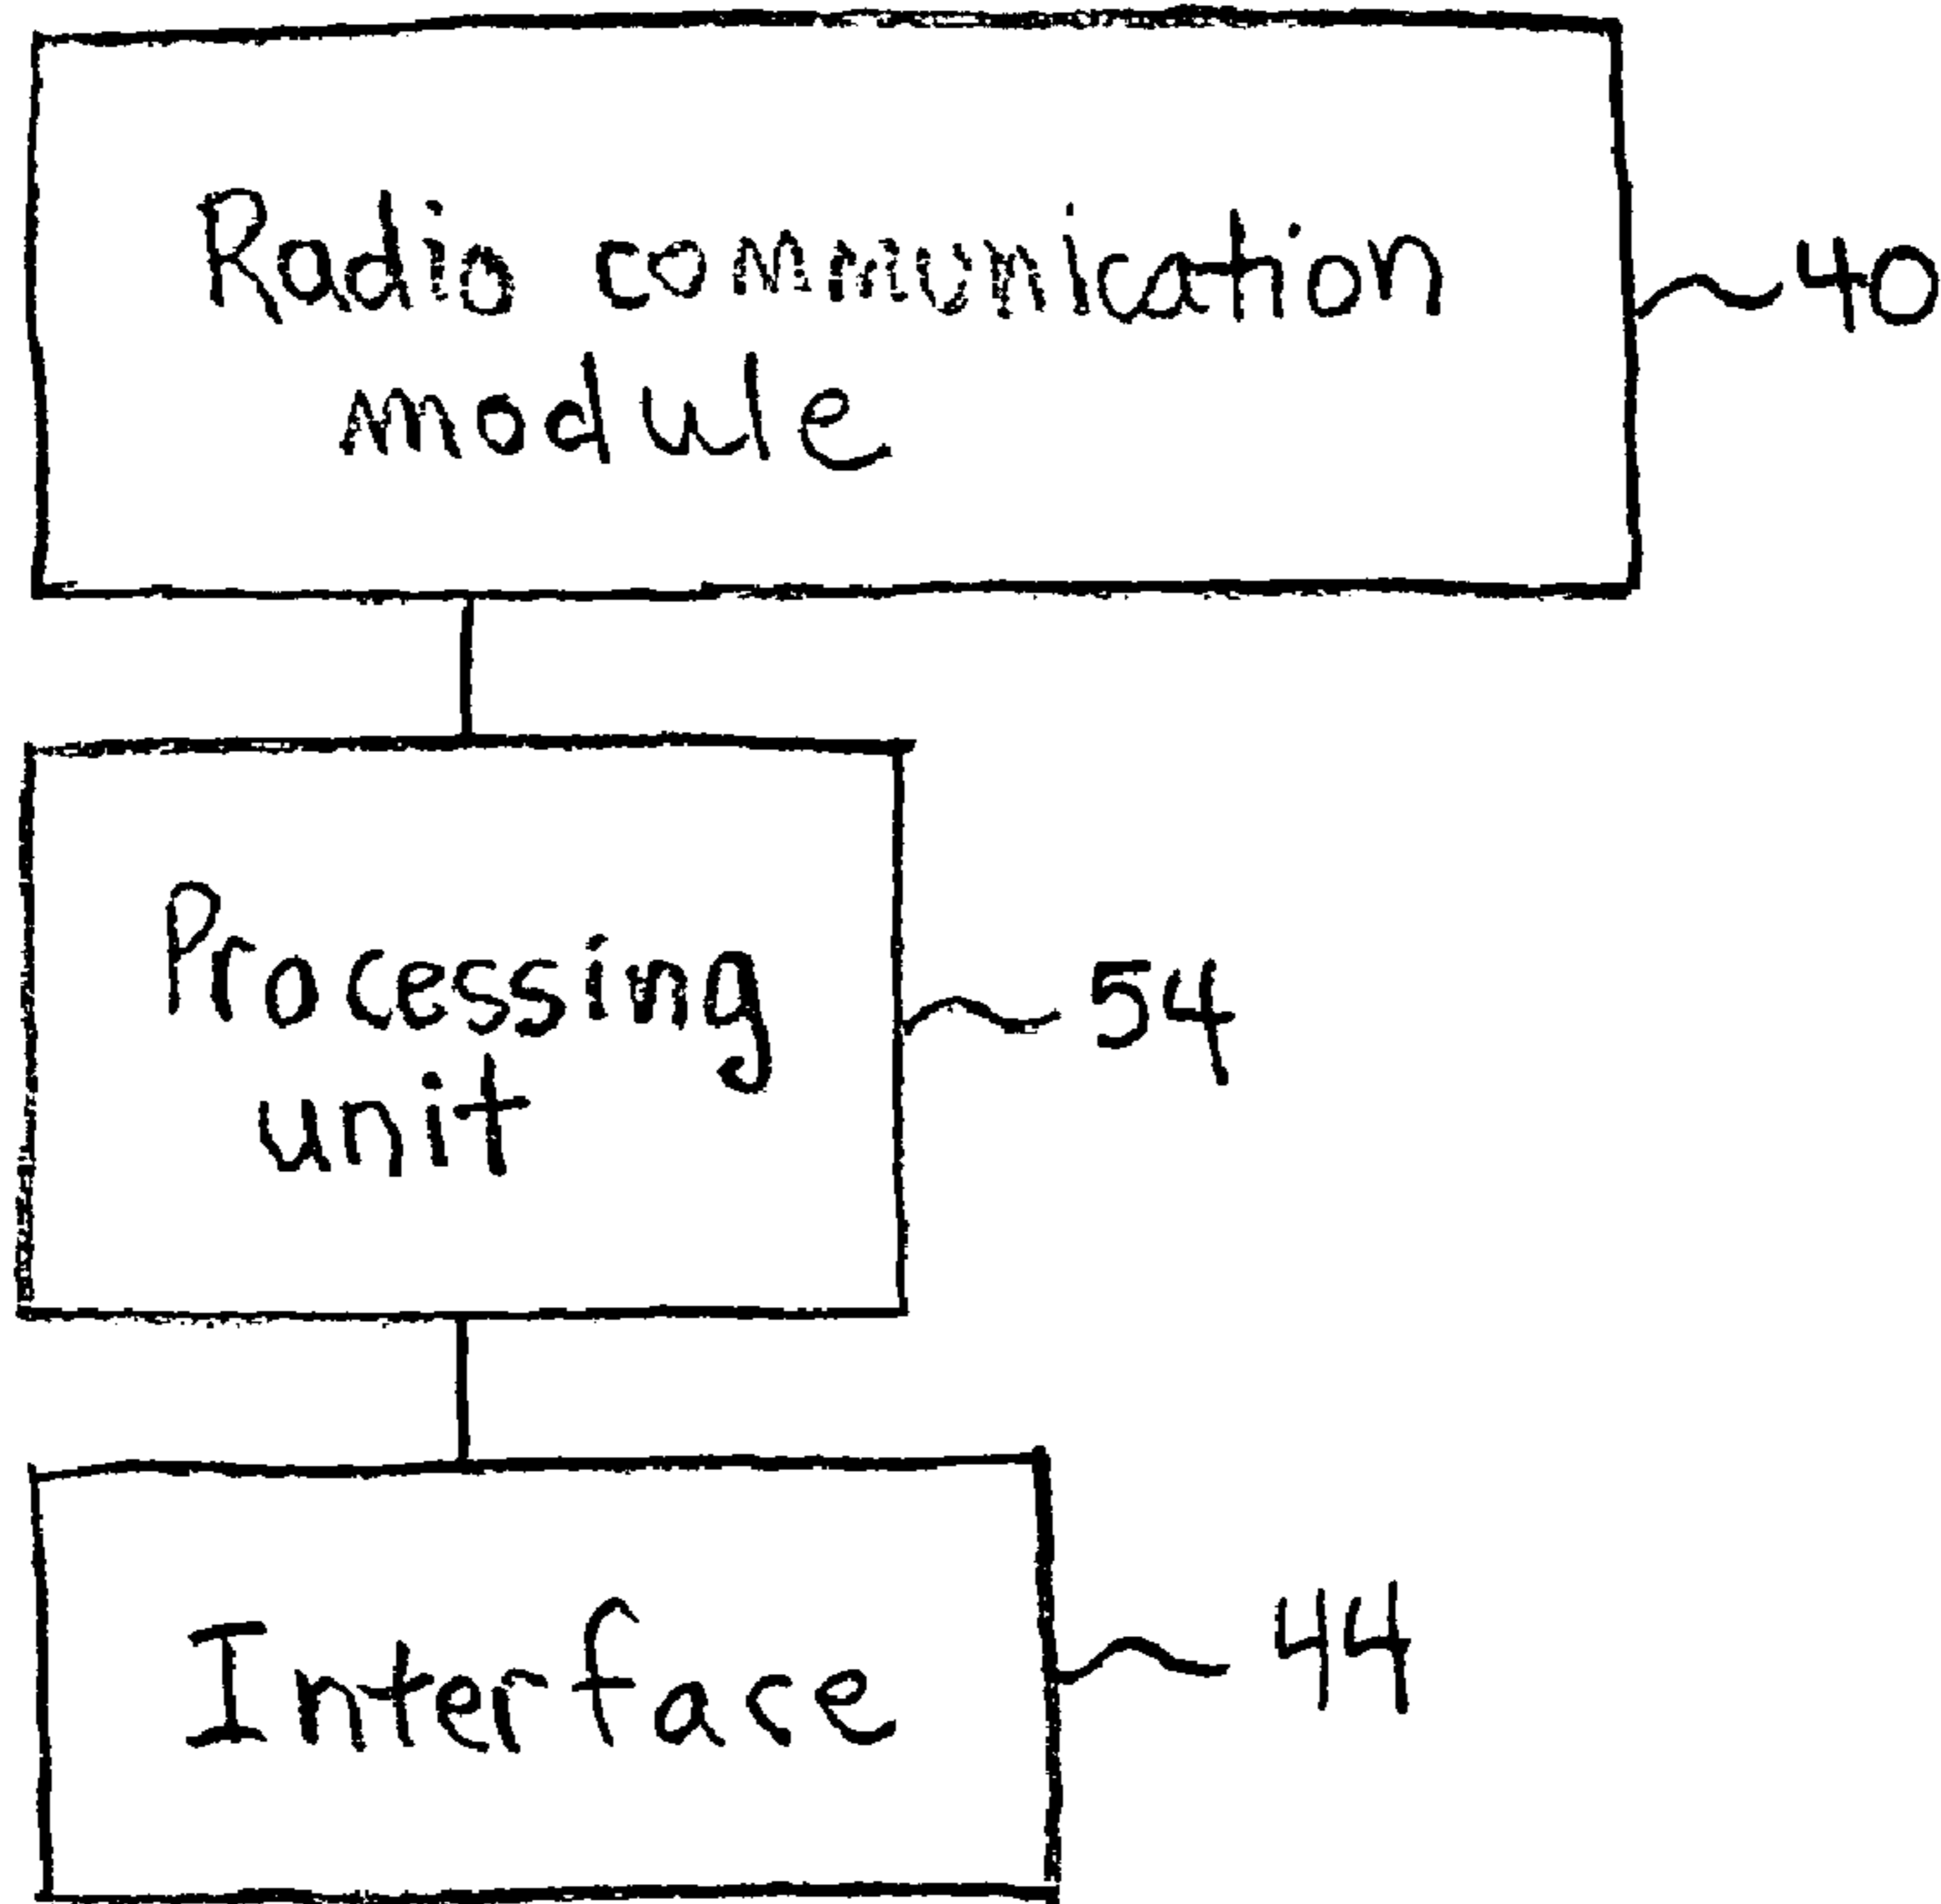 Radio communication
module
40
Processing
unit
54
Interface
44